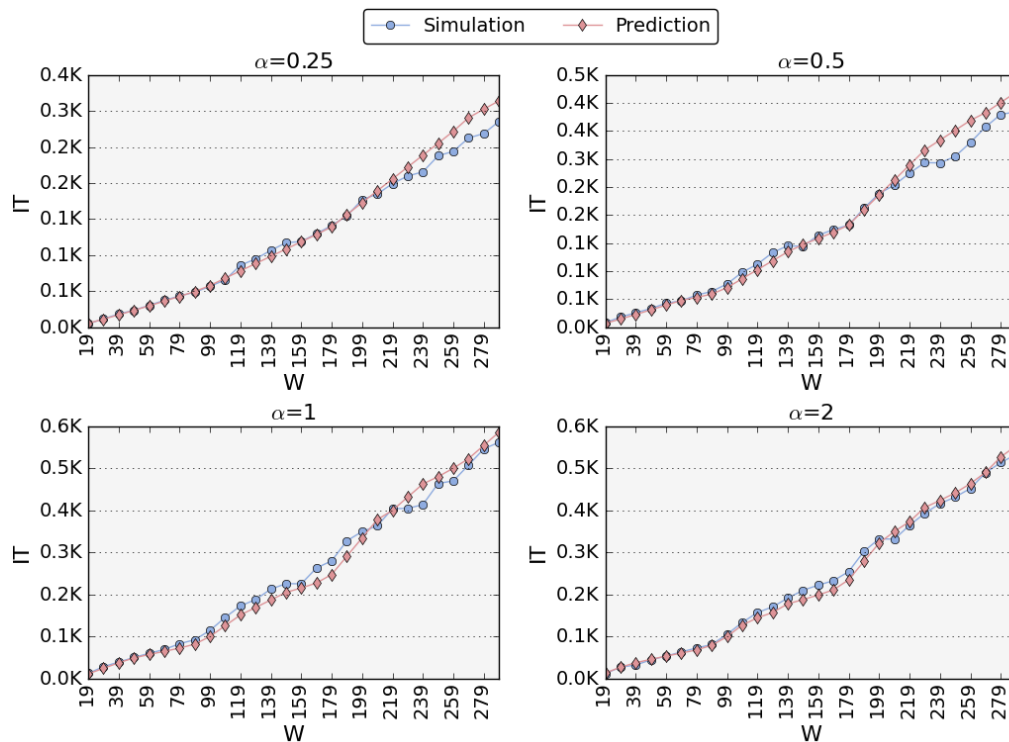 Simulation Prediction
α=0.25
0.4K
0.3K
0.2K
0.2K
0.1K
0.1K
0.1K
0.0K
IT
19 39 59 79 99 119 139 159 179 199 219 239 259 279
W
α=0.5
0.5K
0.4K
0.4K
0.3K
0.2K
0.2K
0.1K
0.1K
0.1K
0.0K
IT
19 39 59 79 99 119 139 159 179 199 219 239 259 279
W
α=1
0.6K
0.5K
0.4K
0.3K
0.2K
0.1K
0.0K
IT
19 39 59 79 99 119 139 159 179 199 219 239 259 279
W
α=2
0.6K
0.5K
0.4K
0.3K
0.2K
0.1K
0.0K
IT
19 39 59 79 99 119 139 159 179 199 219 239 259 279
W